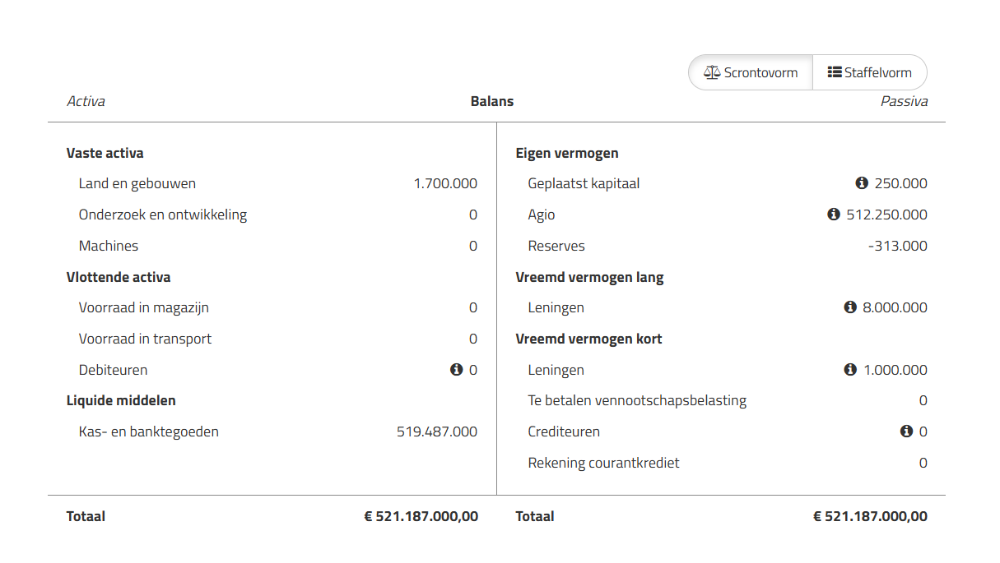 Scrontovorm Staffelvorm
Activa Balans Passiva
Vaste activa Eigen vermogen
Land en gebouwen 1.700.000 Geplaatst kapitaal 250.000
Onderzoek en ontwikkeling 0 Agio 512.250.000
Machines 0 Reserves -313.000
Vlottende activa Vreemd vermogen lang
Voorraad in magazijn 0 Leningen 8.000.000
Voorraad in transport 0 Vreemd vermogen kort
Debiteuren 0 Leningen 1.000.000
Liquide middelen Te betalen vennootschapsbelasting 0
Kas- en banktegoeden 519.487.000 Crediteuren 0
Rekening courantkrediet 0
Totaal € 521.187.000,00 Totaal € 521.187.000,00